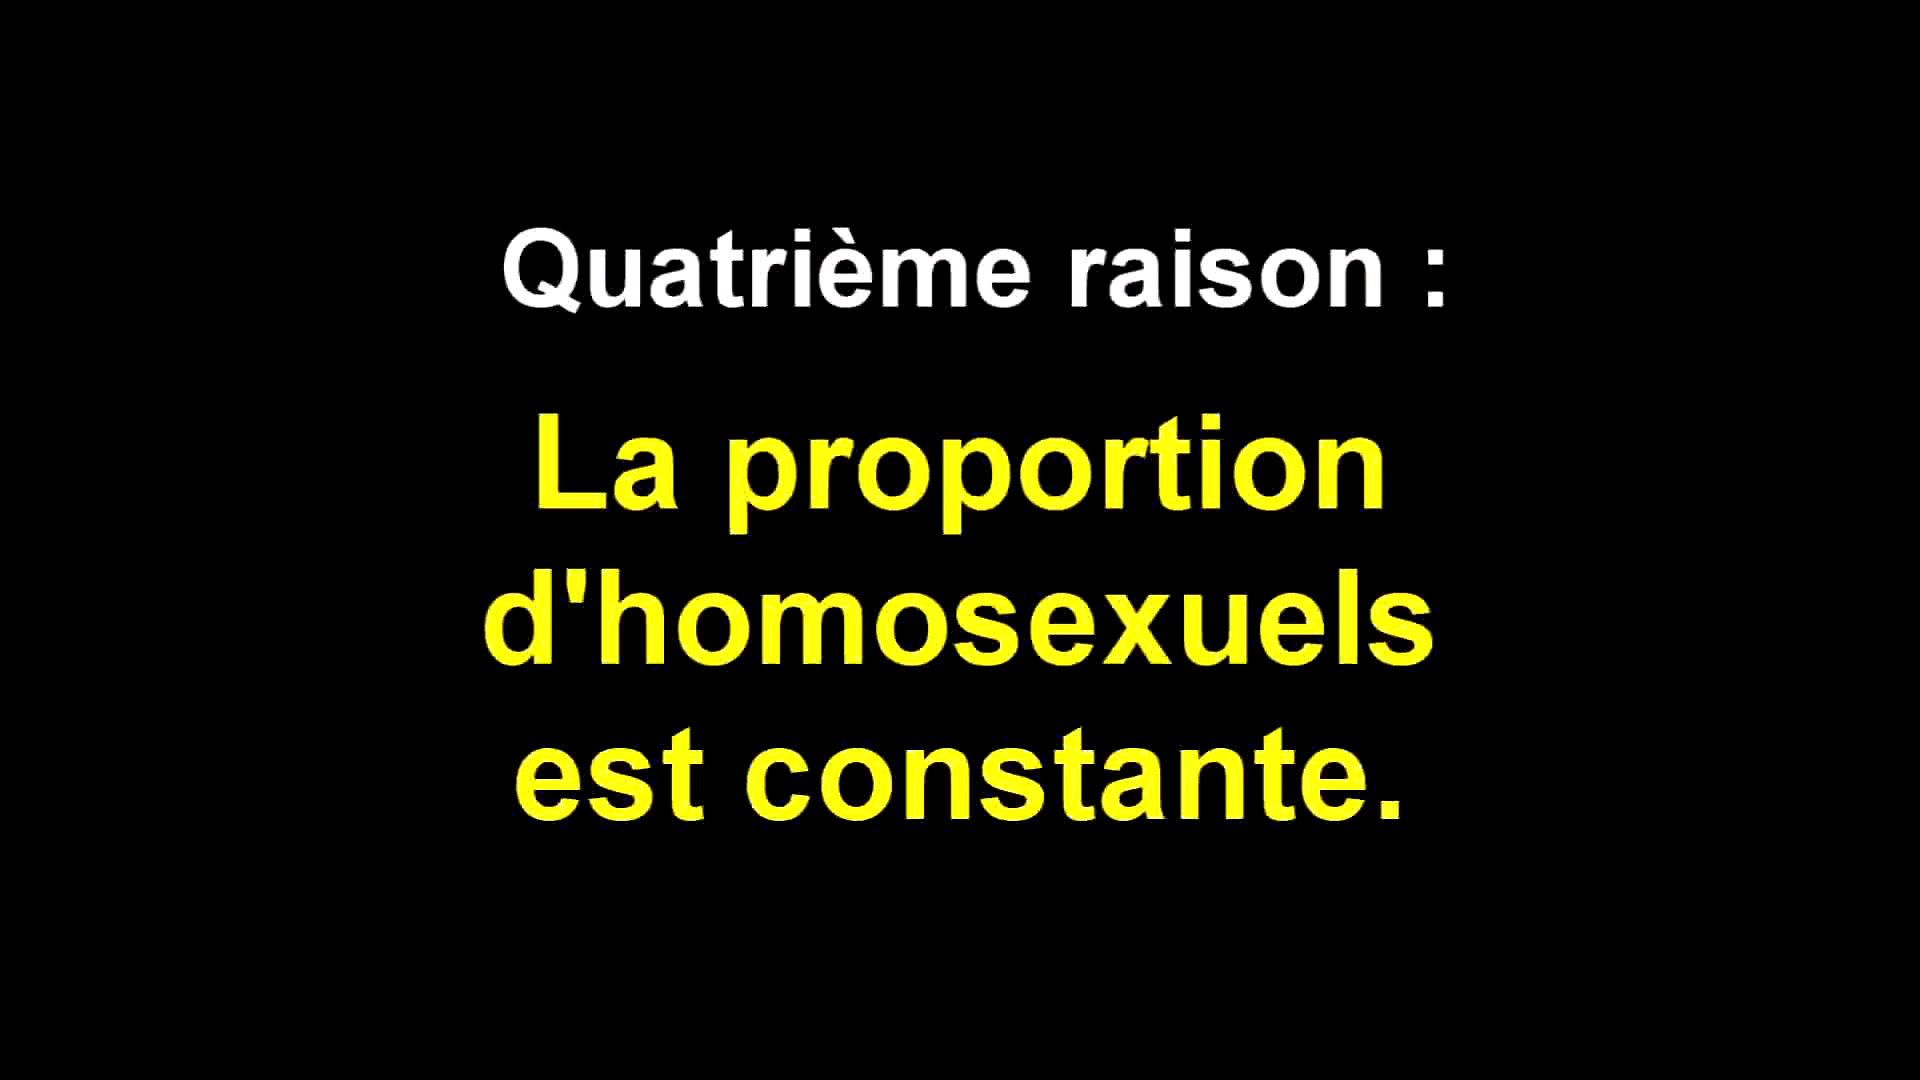 Quatrième raison :
La proportion
d'homosexuels
est constante.